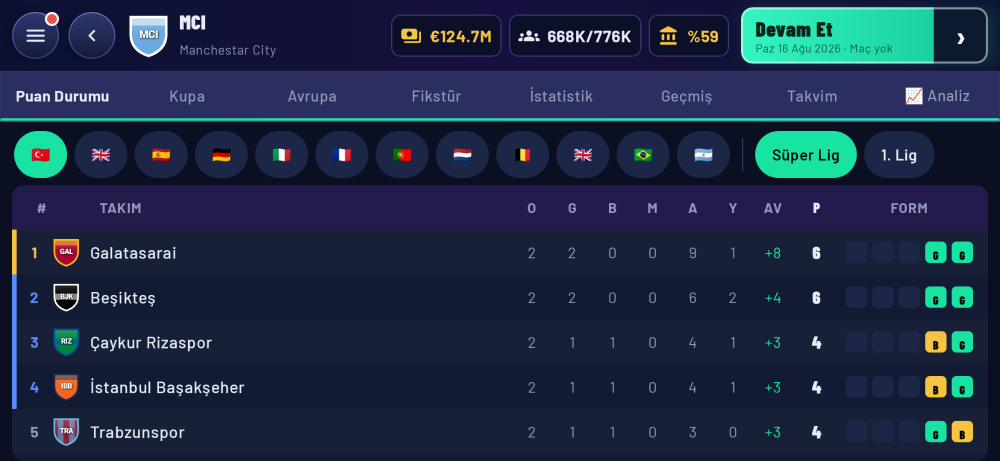 MCI
MCI
Manchestar City
€124.7M
668K/776K
%59
Devam Et
Paz 16 Ağu 2026 · Maç yok
Puan Durumu Kupa Avrupa Fikstür İstatistik Geçmiş Takvim Analiz
Süper Lig 1. Lig
# TAKIM O G B M A Y AV P FORM
1 GAL Galatasarai 2 2 0 0 9 1 +8 6 G G
2 BJK Beşikteş 2 2 0 0 6 2 +4 6 G G
3 RIZ Çaykur Rizaspor 2 1 1 0 4 1 +3 4 B G
4 IBB İstanbul Başakşeher 2 1 1 0 4 1 +3 4 B G
5 TRA Trabzunspor 2 1 1 0 3 0 +3 4 G B